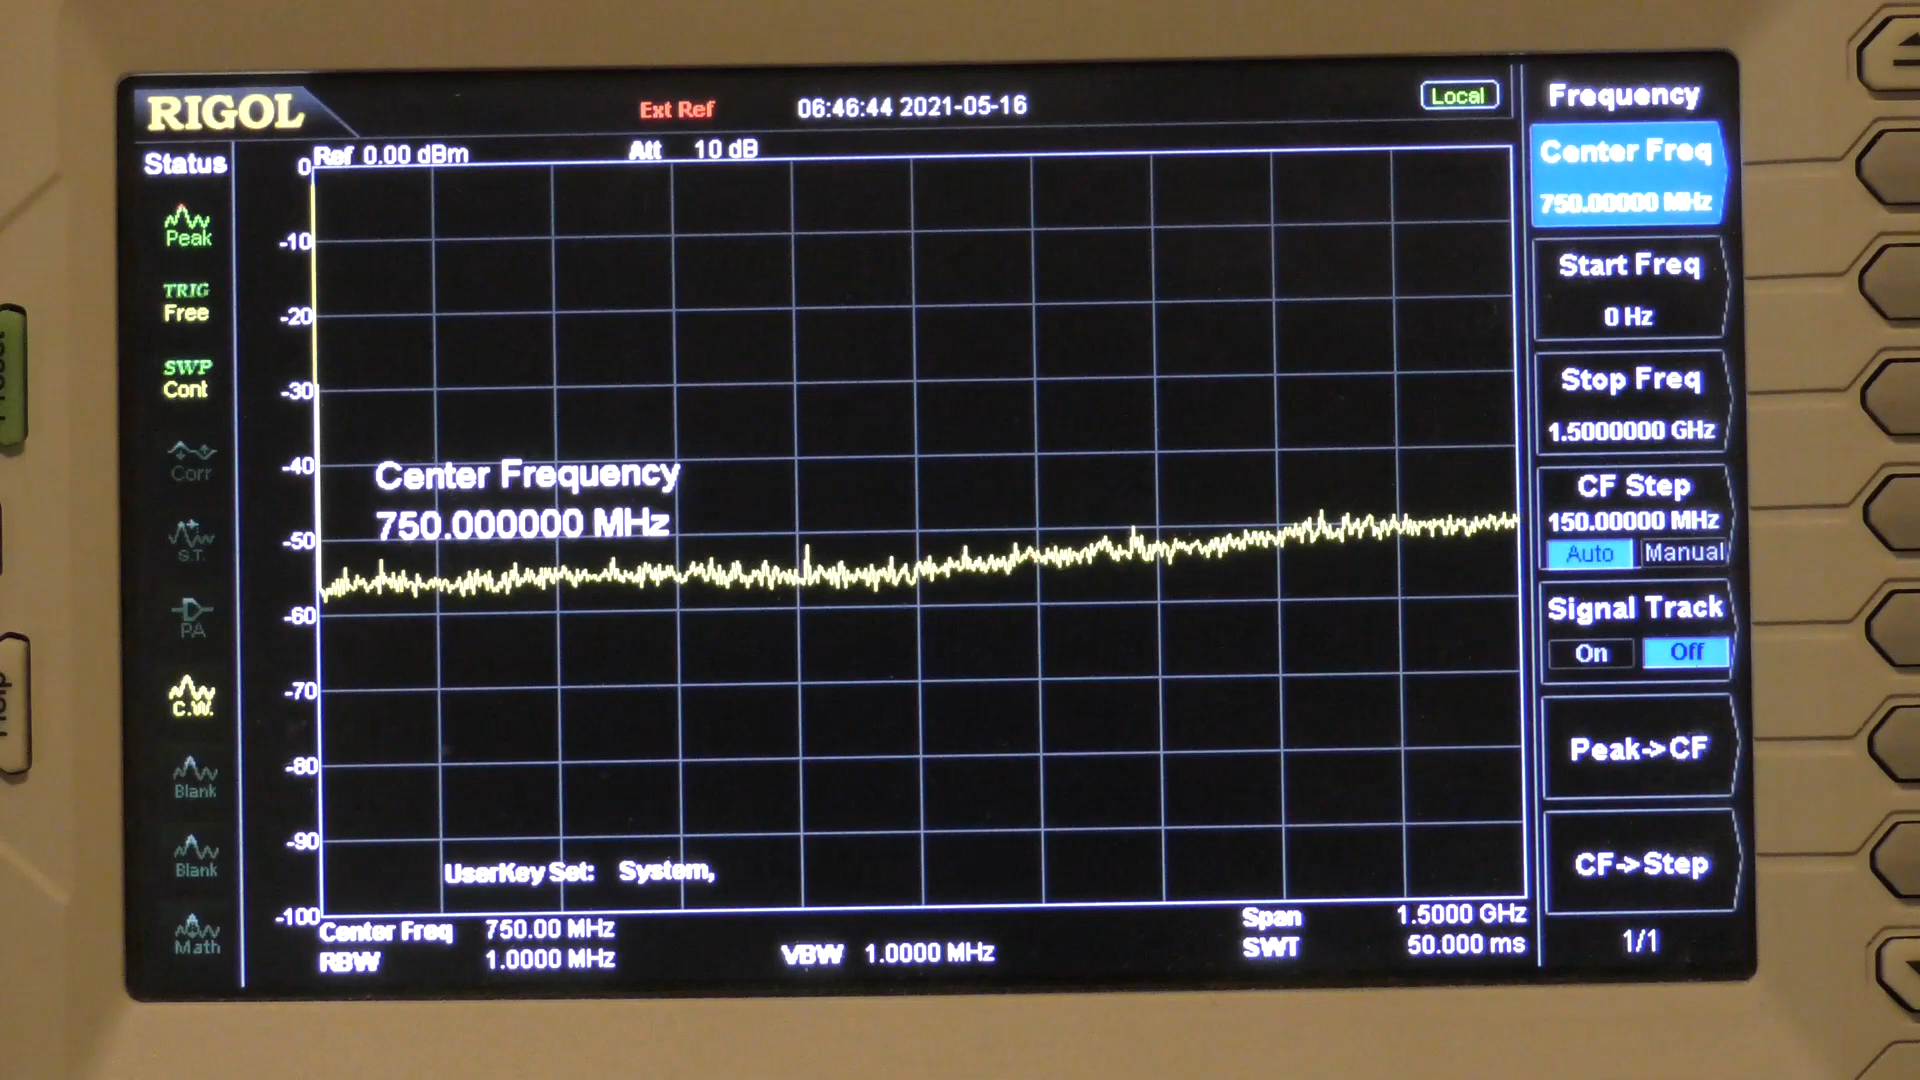 RIGOL
Ext Ref
06:46:44 2021-05-16
Local
Status
Ref 0.00 dBm
Att 10 dB
0
-10
-20
-30
-40
-50
-60
-70
-80
-90
-100
Peak
TRIG
Free
SWP
Cont
Corr
S.T.
PA
C.W.
Blank
Blank
Math
Center Frequency
750.000000 MHz
UserKey Set: System,
Center Freq 750.00 MHz
RBW 1.0000 MHz
VBW 1.0000 MHz
Span 1.5000 GHz
SWT 50.000 ms
Frequency
Center Freq
750.00000 MHz
Start Freq
0 Hz
Stop Freq
1.5000000 GHz
CF Step
150.00000 MHz
Auto Manual
Signal Track
On Off
Peak->CF
CF->Step
1/1
Help